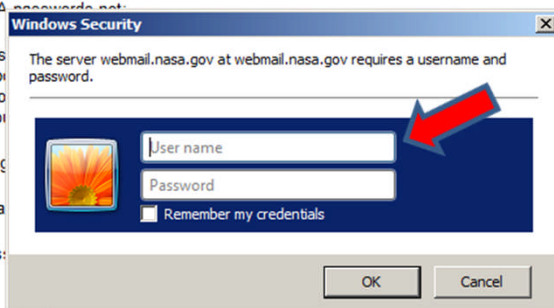 Windows Security
The server webmail.nasa.gov at webmail.nasa.gov requires a username and
password.
User name
Password
Remember my credentials
OK
Cancel